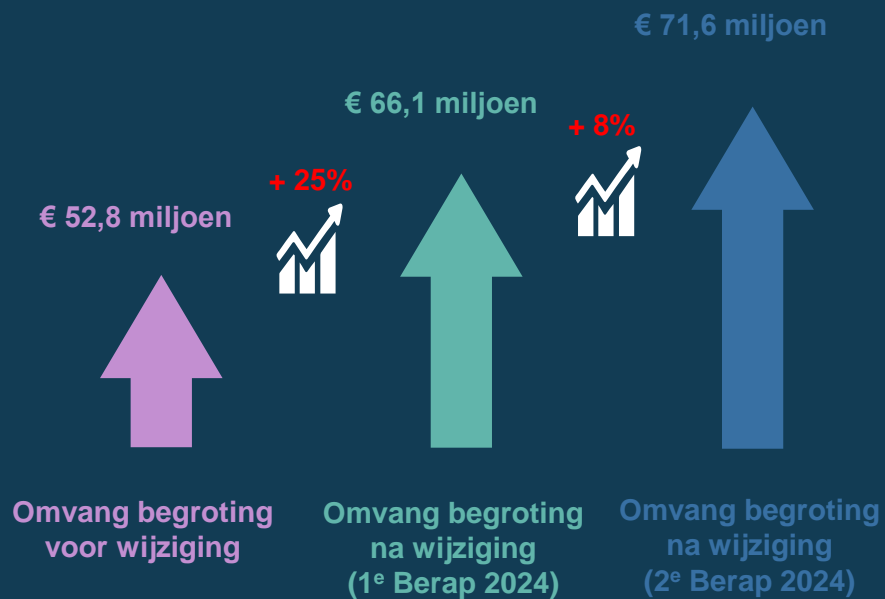 € 52,8 miljoen
Omvang begroting
voor wijziging
+ 25%
€ 66,1 miljoen
Omvang begroting
na wijziging
(1e Berap 2024)
+ 8%
€ 71,6 miljoen
Omvang begroting
na wijziging
(2e Berap 2024)